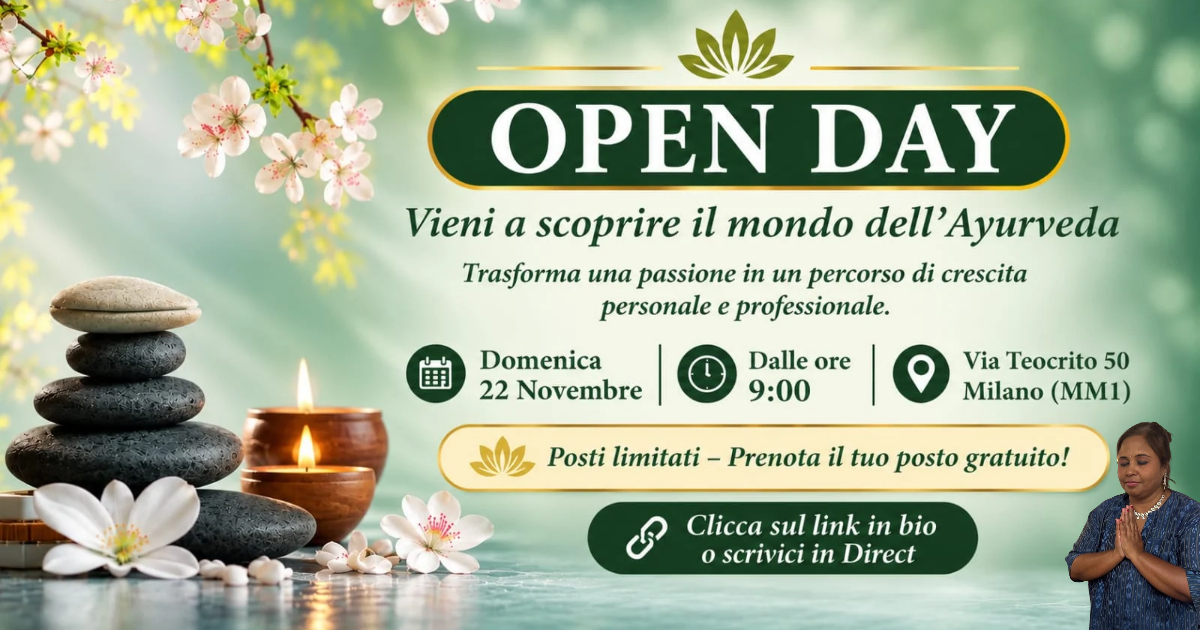 OPEN DAY
Vieni a scoprire il mondo dell'Ayurveda
Trasforma una passione in un percorso di crescita
personale e professionale.
Domenica
22 Novembre
Dalle ore
9:00
Via Teocrito 50
Milano (MM1)
Posti limitati – Prenota il tuo posto gratuito!
Clicca sul link in bio
o scrivici in Direct